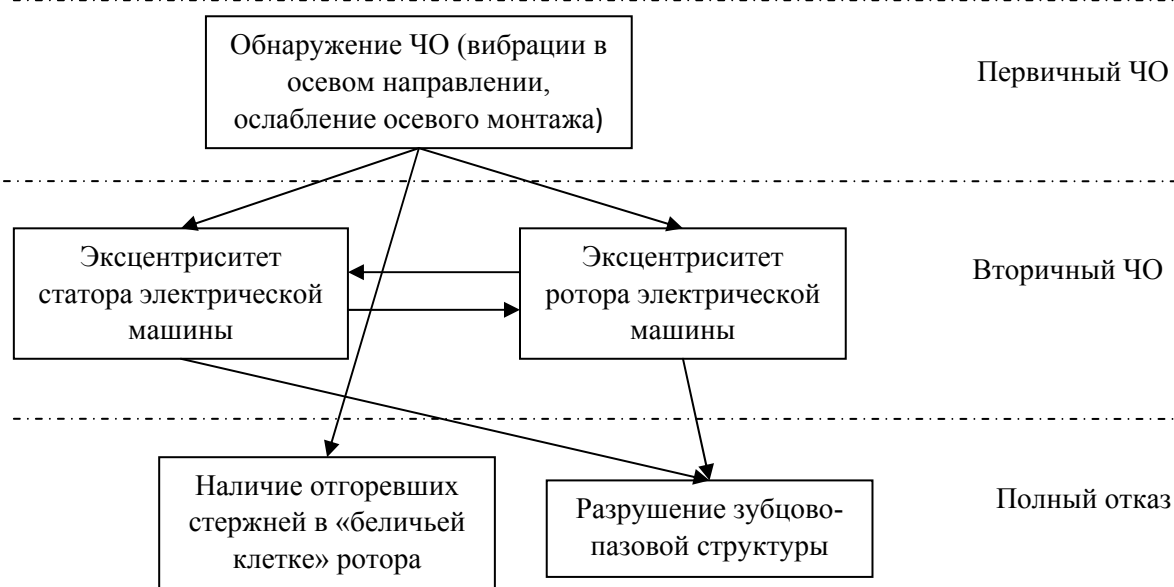 Обнаружение ЧО (вибрации в
осевом направлении,
ослабление осевого монтажа)
Первичный ЧО
Эксцентриситет
статора электрической
машины
Эксцентриситет
ротора электрической
машины
Вторичный ЧО
Наличие отгоревших
стержней в «беличьей
клетке» ротора
Разрушение зубцово-
пазовой структуры
Полный отказ